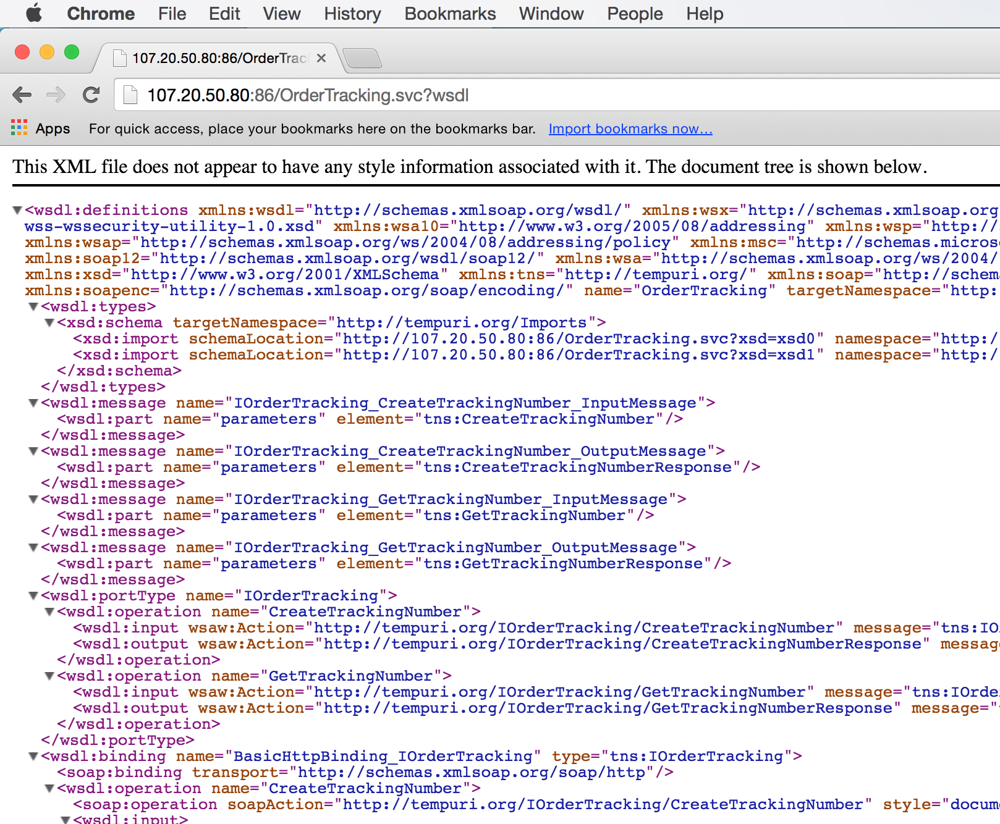 Chrome File Edit View History Bookmarks Window People Help
107.20.50.80:86/OrderTrac
107.20.50.80:86/OrderTracking.svc?wsdl
Apps For quick access, place your bookmarks here on the bookmarks bar. Import bookmarks now...
This XML file does not appear to have any style information associated with it. The document tree is shown below.
<wsdl:definitions xmlns:wsdl="http://schemas.xmlsoap.org/wsdl/" xmlns:wsx="http://schemas.xmlsoap.org
wss-wssecurity-utility-1.0.xsd" xmlns:wsa10="http://www.w3.org/2005/08/addressing" xmlns:wsp="http://
xmlns:wsap="http://schemas.xmlsoap.org/ws/2004/08/addressing/policy" xmlns:msc="http://schemas.micros
xmlns:soap12="http://schemas.xmlsoap.org/wsdl/soap12/" xmlns:wsa="http://schemas.xmlsoap.org/ws/2004/
xmlns:xsd="http://www.w3.org/2001/XMLSchema" xmlns:tns="http://tempuri.org/" xmlns:soap="http://schem
xmlns:soapenc="http://schemas.xmlsoap.org/soap/encoding/" name="OrderTracking" targetNamespace="http:
<wsdl:types>
<xsd:schema targetNamespace="http://tempuri.org/Imports">
<xsd:import schemaLocation="http://107.20.50.80:86/OrderTracking.svc?xsd=xsd0" namespace="http:/
<xsd:import schemaLocation="http://107.20.50.80:86/OrderTracking.svc?xsd=xsd1" namespace="http:/
</xsd:schema>
</wsdl:types>
<wsdl:message name="IOrderTracking_CreateTrackingNumber_InputMessage">
<wsdl:part name="parameters" element="tns:CreateTrackingNumber"/>
</wsdl:message>
<wsdl:message name="IOrderTracking_CreateTrackingNumber_OutputMessage">
<wsdl:part name="parameters" element="tns:CreateTrackingNumberResponse"/>
</wsdl:message>
<wsdl:message name="IOrderTracking_GetTrackingNumber_InputMessage">
<wsdl:part name="parameters" element="tns:GetTrackingNumber"/>
</wsdl:message>
<wsdl:message name="IOrderTracking_GetTrackingNumber_OutputMessage">
<wsdl:part name="parameters" element="tns:GetTrackingNumberResponse"/>
</wsdl:message>
<wsdl:portType name="IOrderTracking">
<wsdl:operation name="CreateTrackingNumber">
<wsdl:input wsaw:Action="http://tempuri.org/IOrderTracking/CreateTrackingNumber" message="tns:IO
<wsdl:output wsaw:Action="http://tempuri.org/IOrderTracking/CreateTrackingNumberResponse" messag
</wsdl:operation>
<wsdl:operation name="GetTrackingNumber">
<wsdl:input wsaw:Action="http://tempuri.org/IOrderTracking/GetTrackingNumber" message="tns:IOrde
<wsdl:output wsaw:Action="http://tempuri.org/IOrderTracking/GetTrackingNumberResponse" message="
</wsdl:operation>
</wsdl:portType>
<wsdl:binding name="BasicHttpBinding_IOrderTracking" type="tns:IOrderTracking">
<soap:binding transport="http://schemas.xmlsoap.org/soap/http"/>
<wsdl:operation name="CreateTrackingNumber">
<soap:operation soapAction="http://tempuri.org/IOrderTracking/CreateTrackingNumber" style="docum
<wsdl:input>